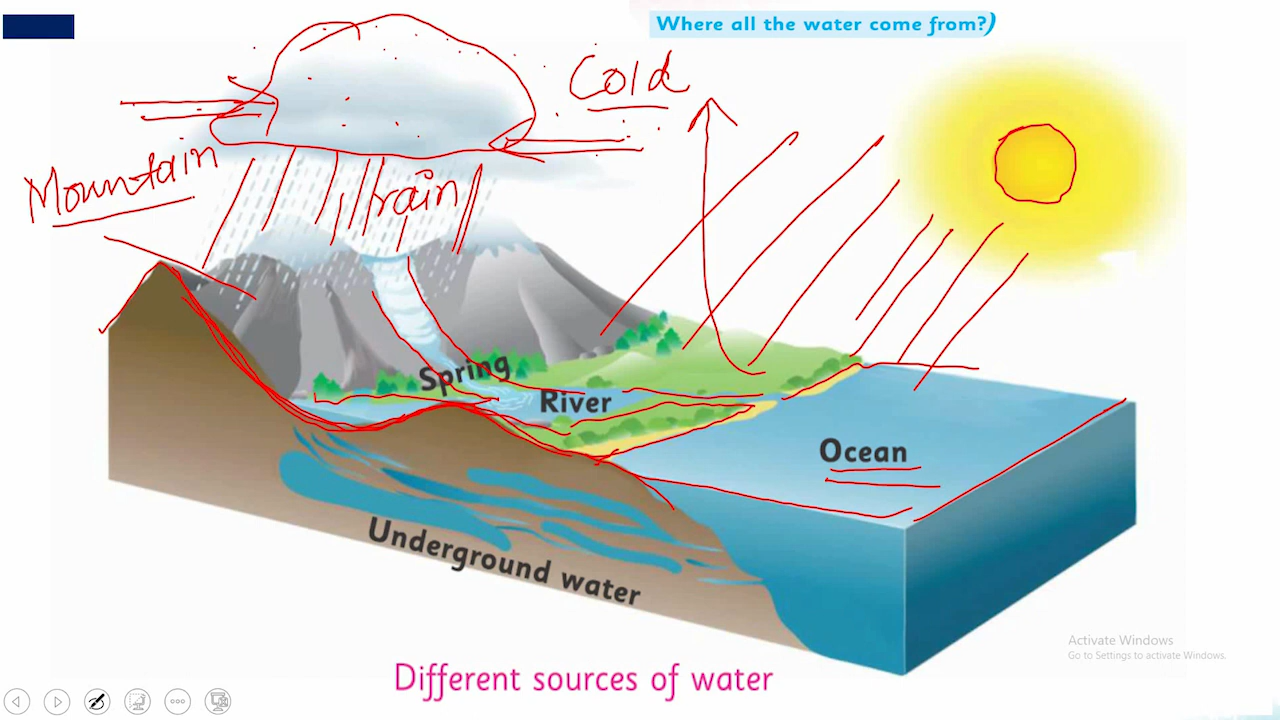 Where all the water come from?)
Cold
Mountain
rain
Spring
River
Ocean
Underground water
Activate Windows
Go to Settings to activate Windows.
Different sources of water